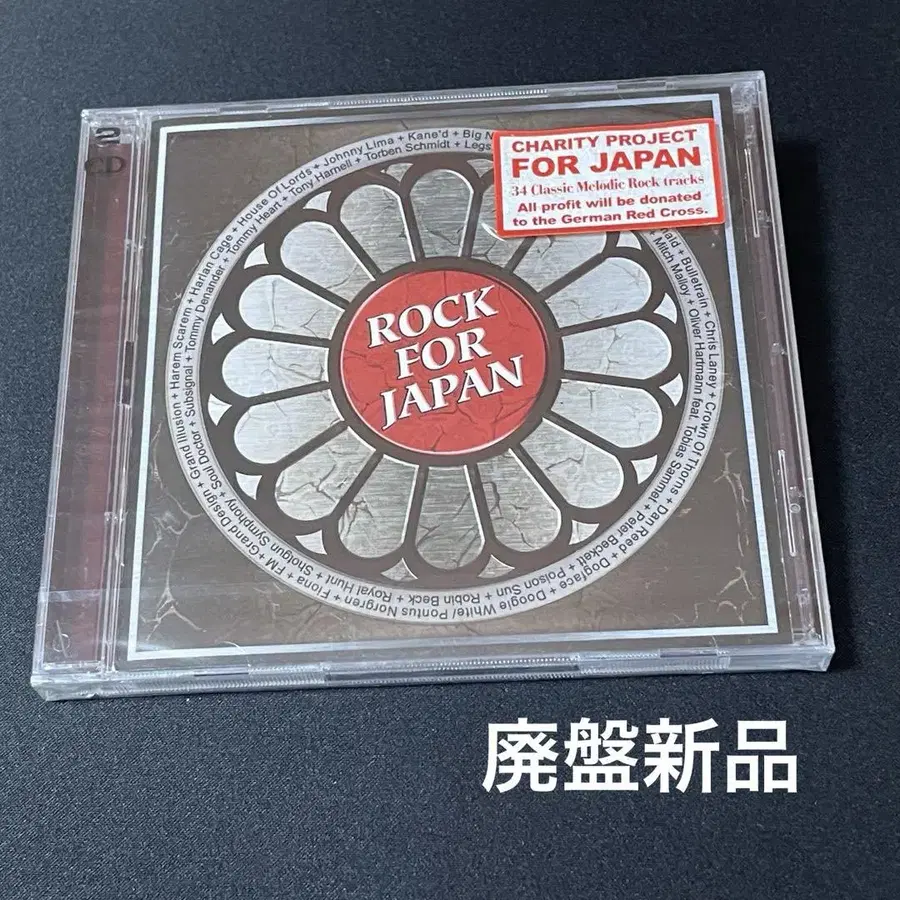 2
CD
CHARITY PROJECT
FOR JAPAN
34 Classic Melodic Rock tracks
All profit will be donated
to the German Red Cross.
ROCK
FOR
JAPAN
Fiona + FM + Grand Design + Grand Illusion + Harem Scarem + Harlan Cage + House Of Lords + Johnny Lima + Kane'd + Big
Bulletrain + Chris Laney + Crown Of Thorns + Dan Reed + Dogface + Doogie White/ Pontus Norgren +
Royal Hunt + Shotgun Symphony + Soul Doctor + Subsignal + Tommy Denander + Tommy Heart + Tony Harnell + Torben Schmidt +
Mitch Malloy + Oliver Hartmann feat. Tobias Sammet + Peter Beckett + Poison Sun + Robin Beck +
廃盤新品